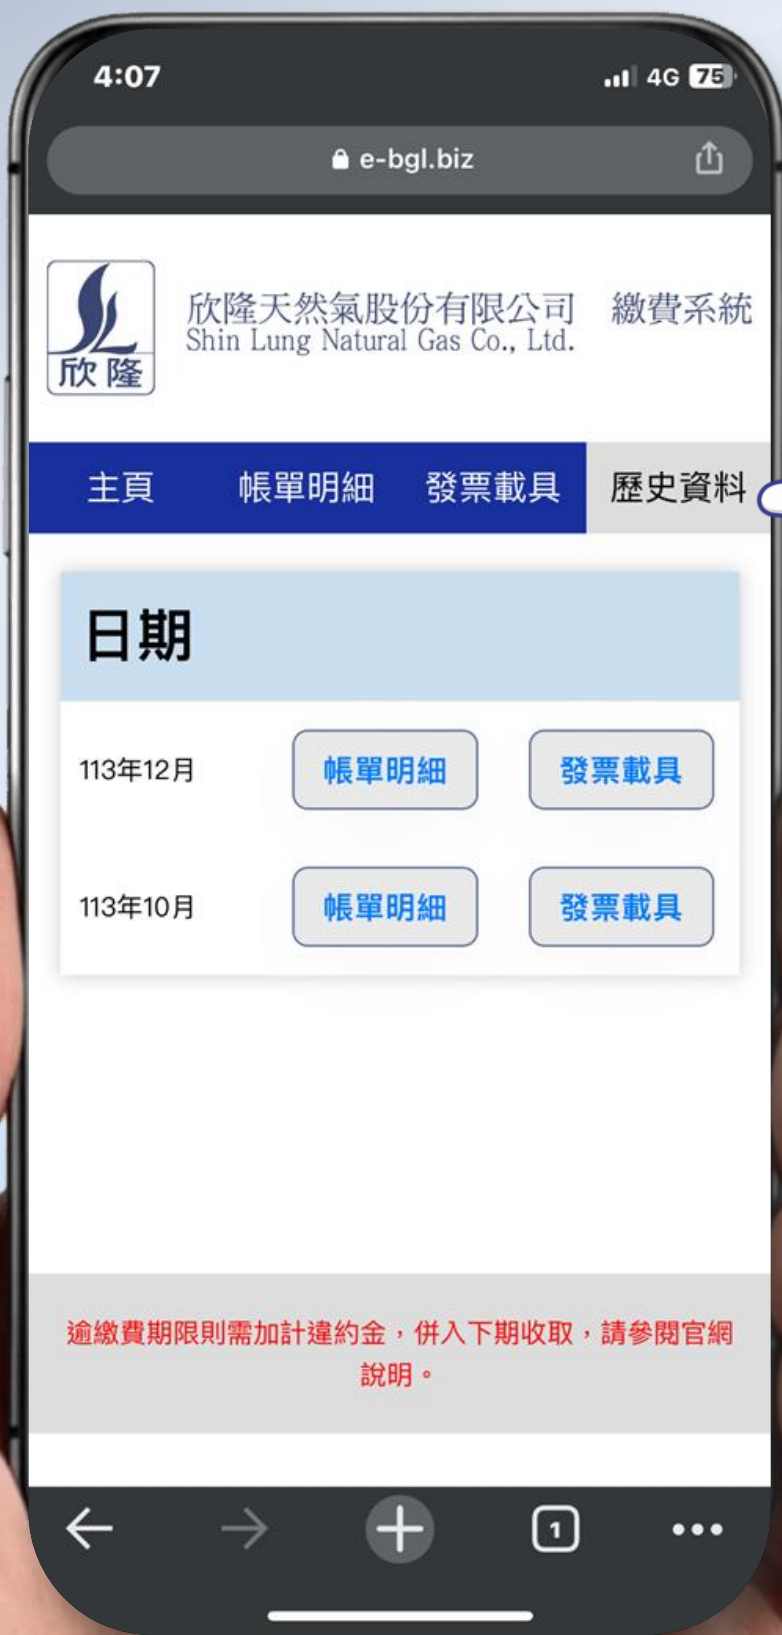 4:07
4G 75
e-bgl.biz
欣隆天然氣股份有限公司 繳費系統
Shin Lung Natural Gas Co., Ltd.
欣隆
主頁 帳單明細 發票載具 歷史資料
日期
113年12月 帳單明細 發票載具
113年10月 帳單明細 發票載具
逾繳費期限則需加計違約金，併入下期收取，請參閱官網
說明。
1